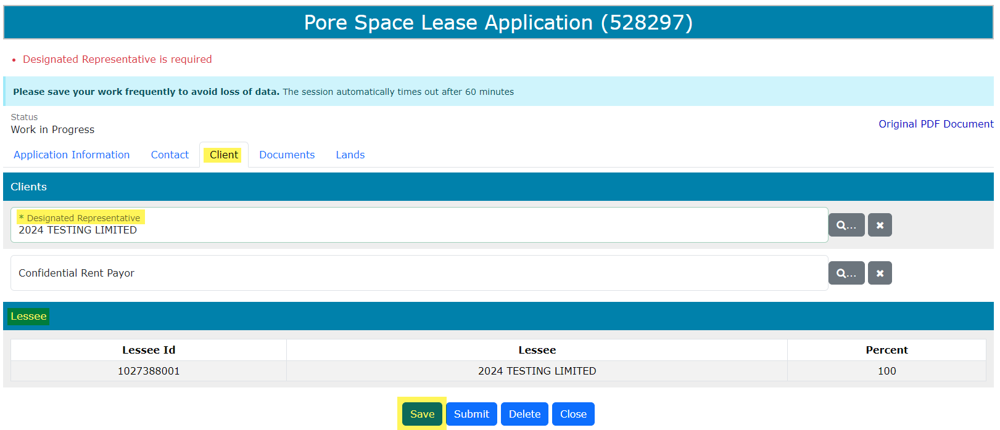 Pore Space Lease Application (528297)
• Designated Representative is required
Please save your work frequently to avoid loss of data. The session automatically times out after 60 minutes
Status
Work in Progress
Original PDF Document
Application Information Contact Client Documents Lands
Clients
* Designated Representative
2024 TESTING LIMITED
...
Confidential Rent Payor
...
Lessee
Lessee Id Lessee Percent
1027388001 2024 TESTING LIMITED 100
Save Submit Delete Close